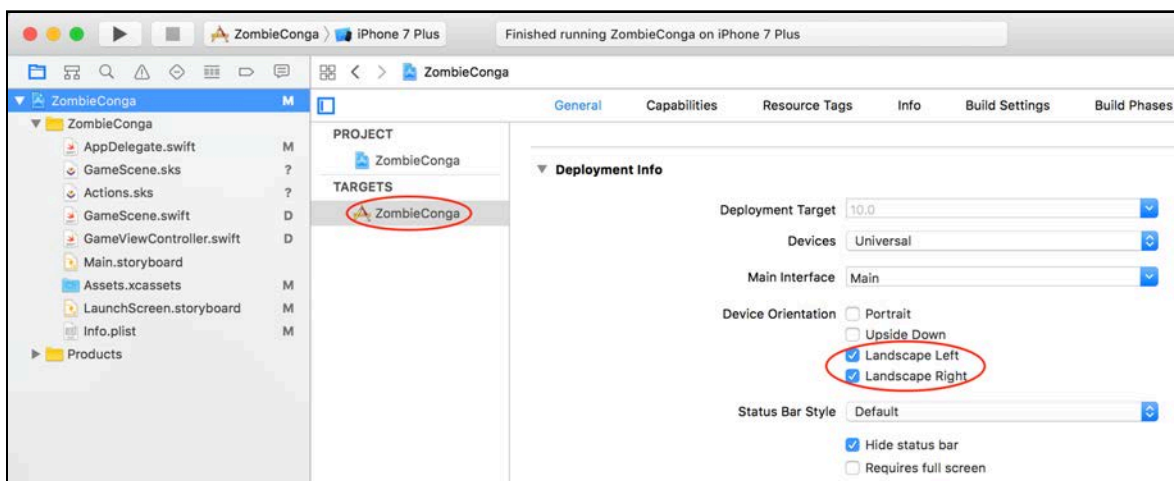 ZombieConga 〉 iPhone 7 Plus
Finished running ZombieConga on iPhone 7 Plus
ZombieConga
ZombieConga M
ZombieConga
AppDelegate.swift M
GameScene.sks ?
Actions.sks ?
GameScene.swift D
GameViewController.swift D
Main.storyboard
Assets.xcassets M
LaunchScreen.storyboard M
Info.plist M
Products
General Capabilities Resource Tags Info Build Settings Build Phases
PROJECT
ZombieConga
TARGETS
ZombieConga
Deployment Info
Deployment Target 10.0
Devices Universal
Main Interface Main
Device Orientation Portrait
Upside Down
Landscape Left
Landscape Right
Status Bar Style Default
Hide status bar
Requires full screen